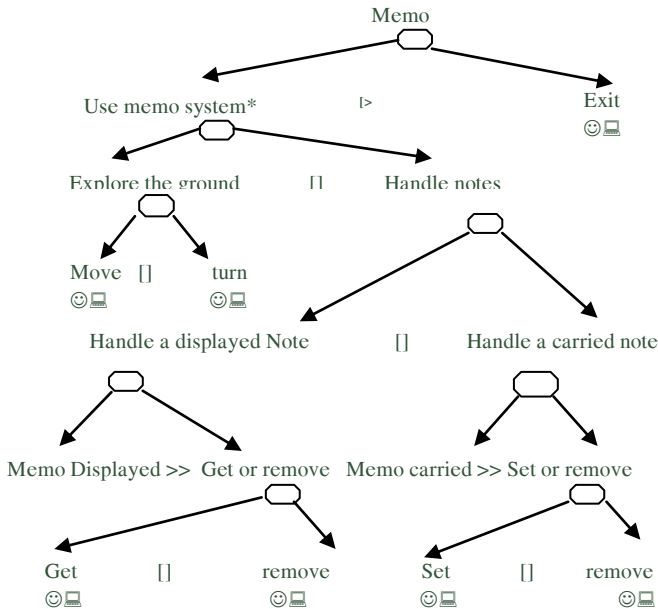 Memo
Use memo system* [> Exit
Explore the ground [] Handle notes
Move [] turn
Handle a displayed Note [] Handle a carried note
Memo Displayed >> Get or remove Memo carried >> Set or remove
Get [] remove Set [] remove